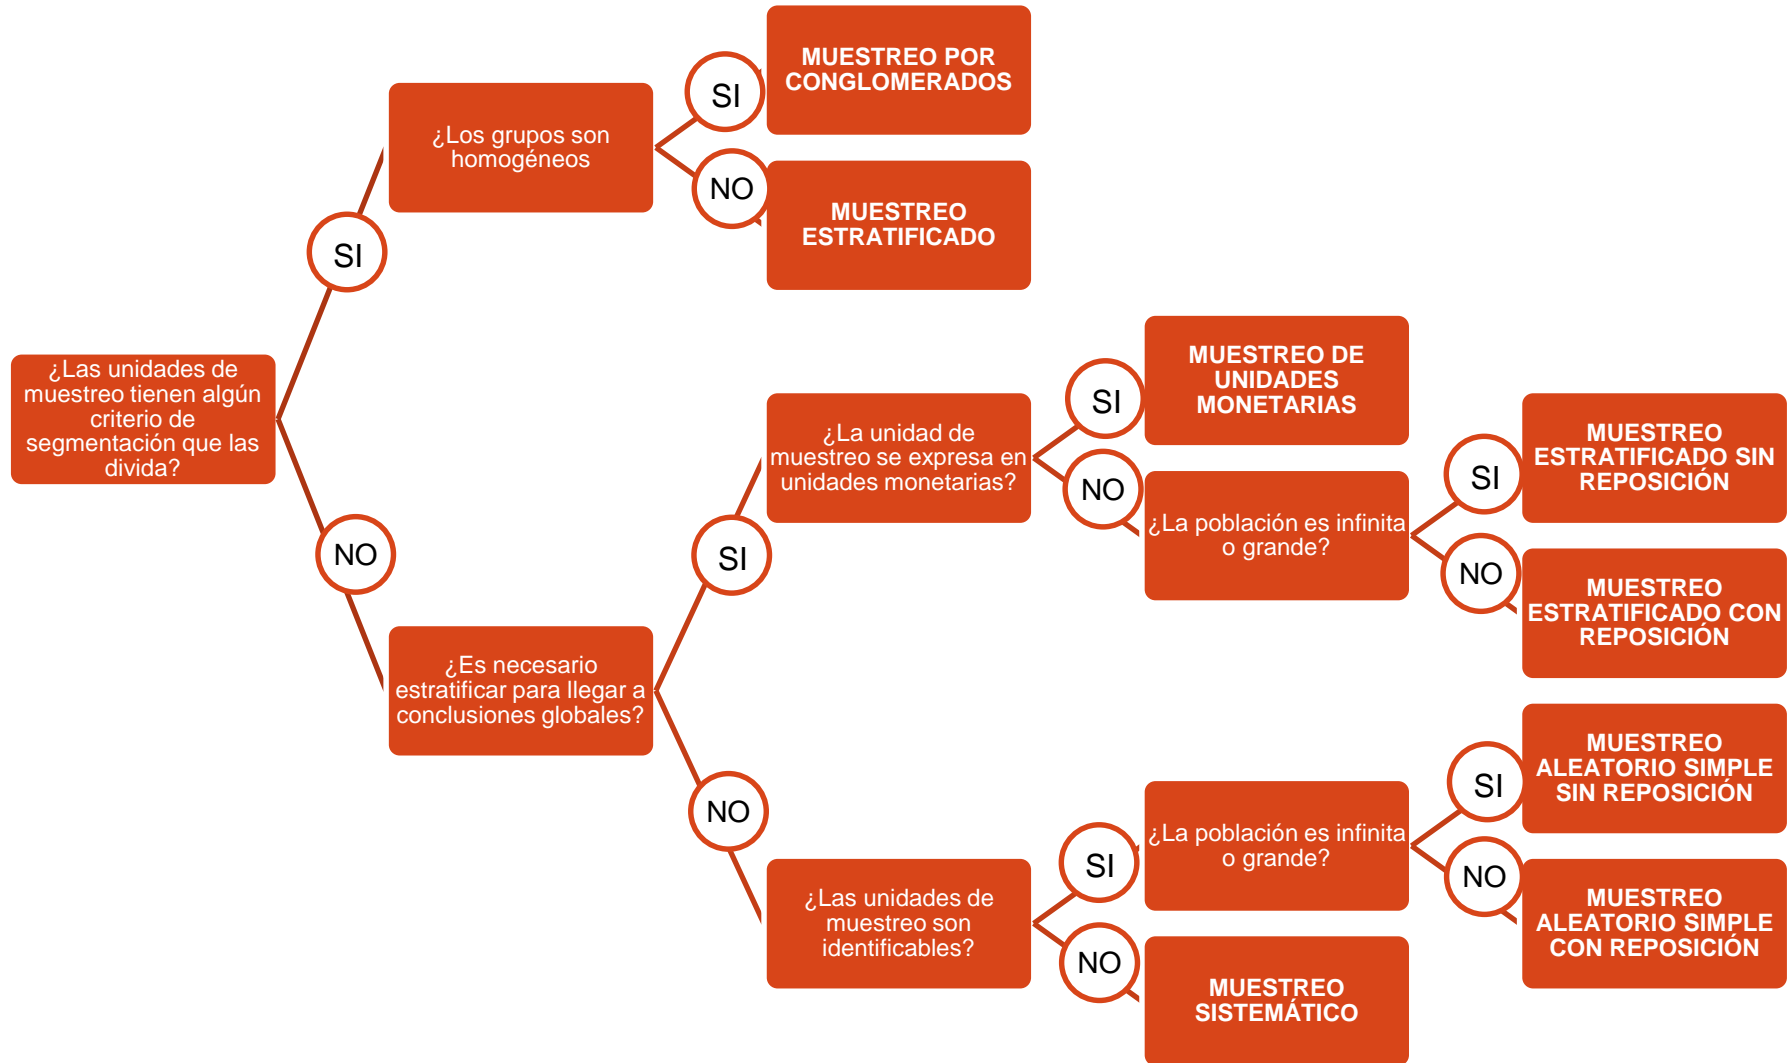 ¿Las unidades de
muestreo tienen algún
criterio de
segmentación que las
divida?
SI
¿Los grupos son
homogéneos
SI
MUESTREO POR
CONGLOMERADOS
NO
MUESTREO
ESTRATIFICADO
NO
¿Es necesario
estratificar para llegar a
conclusiones globales?
SI
¿La unidad de
muestreo se expresa en
unidades monetarias?
SI
MUESTREO DE
UNIDADES
MONETARIAS
NO
¿La población es infinita
o grande?
SI
MUESTREO
ESTRATIFICADO SIN
REPOSICIÓN
NO
MUESTREO
ESTRATIFICADO CON
REPOSICIÓN
NO
¿Las unidades de
muestreo son
identificables?
SI
¿La población es infinita
o grande?
SI
MUESTREO
ALEATORIO SIMPLE
SIN REPOSICIÓN
NO
MUESTREO
ALEATORIO SIMPLE
CON REPOSICIÓN
NO
MUESTREO
SISTEMÁTICO